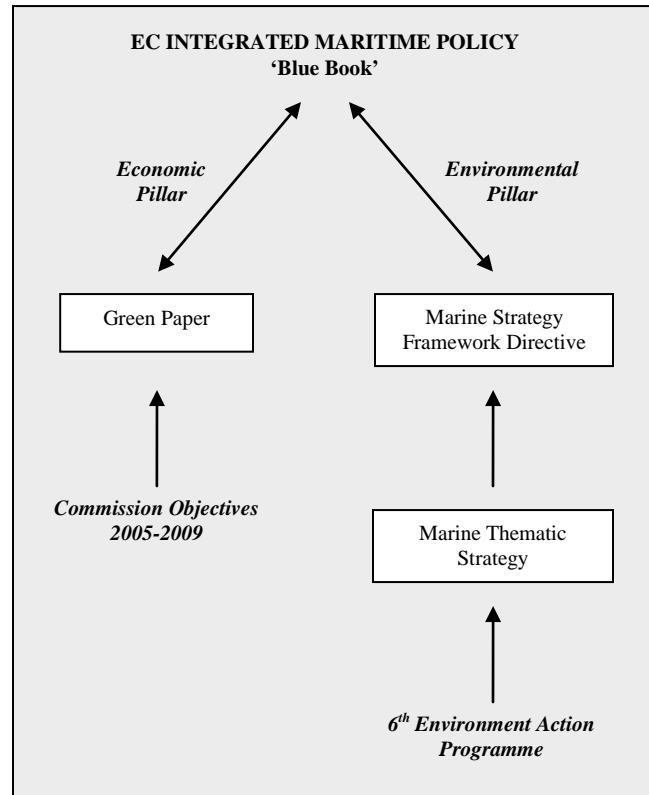 EC INTEGRATED MARITIME POLICY
‘Blue Book’
Economic
Pillar
Environmental
Pillar
Green Paper
Marine Strategy
Framework Directive
Commission Objectives
2005-2009
Marine Thematic
Strategy
6th Environment Action
Programme